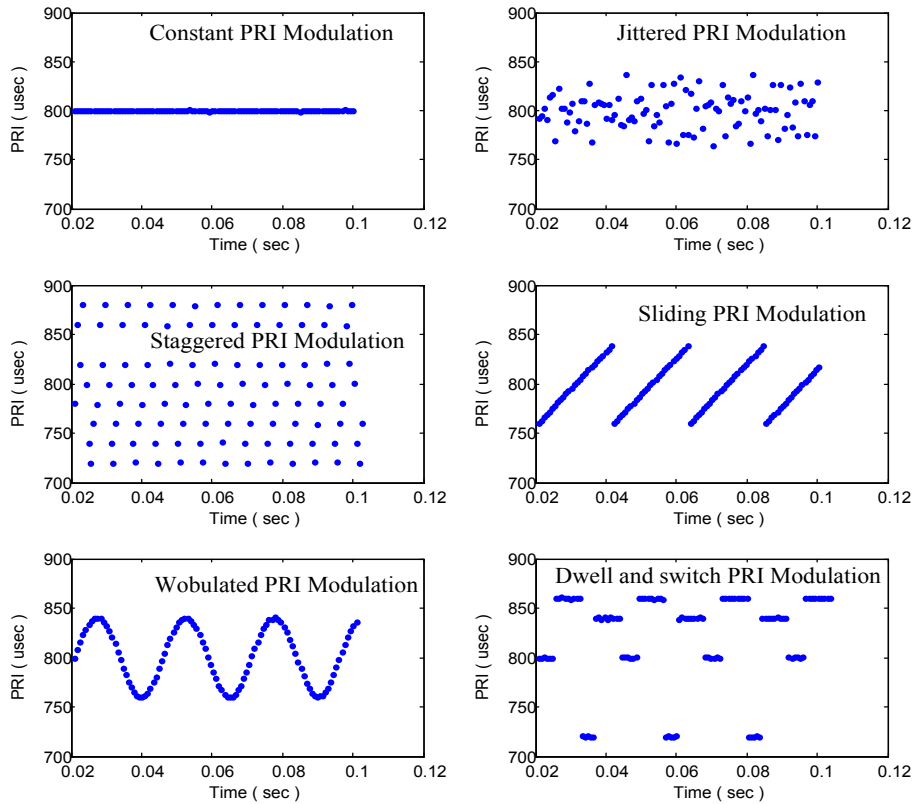 Constant PRI Modulation
900
850
800
750
700
PRI ( usec )
0.02 0.04 0.06 0.08 0.1 0.12
Time ( sec )
Jittered PRI Modulation
900
850
800
750
700
PRI ( usec )
0.02 0.04 0.06 0.08 0.1 0.12
Time ( sec )
Staggered PRI Modulation
900
850
800
750
700
PRI ( usec )
0.02 0.04 0.06 0.08 0.1 0.12
Time ( sec )
Sliding PRI Modulation
900
850
800
750
700
PRI ( usec )
0.02 0.04 0.06 0.08 0.1 0.12
Time ( sec )
Wobulated PRI Modulation
900
850
800
750
700
PRI ( usec )
0.02 0.04 0.06 0.08 0.1 0.12
Time ( sec )
Dwell and switch PRI Modulation
900
850
800
750
700
PRI ( usec )
0.02 0.04 0.06 0.08 0.1 0.12
Time ( sec )